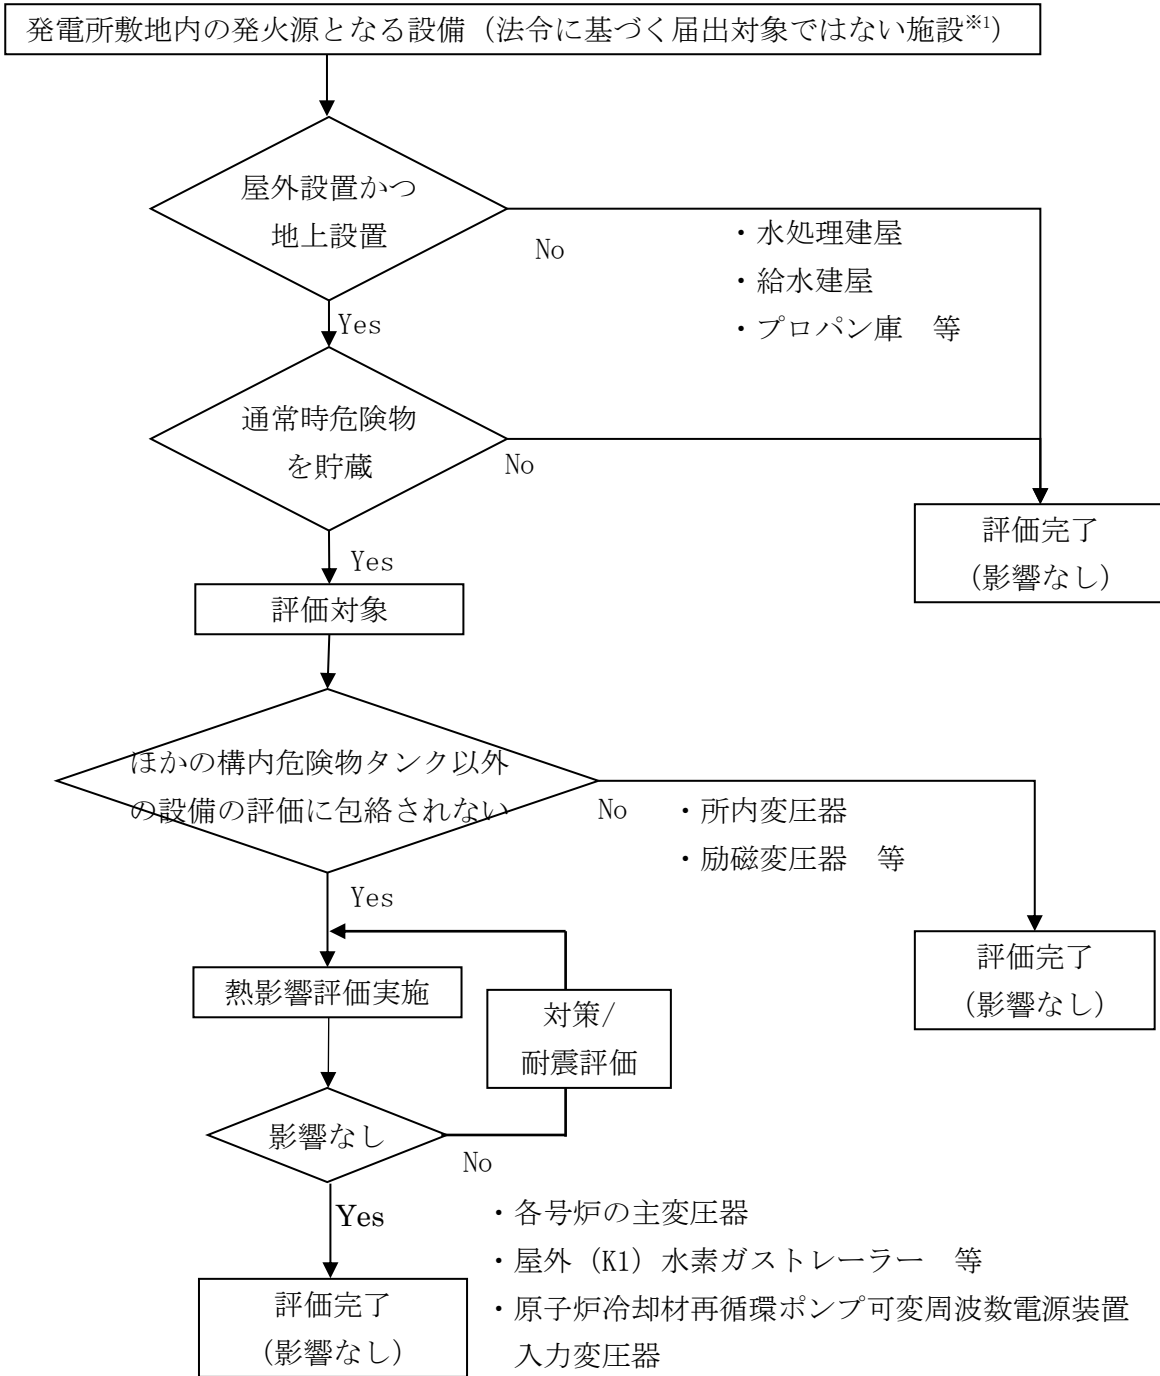 発電所敷地内の発火源となる設備（法令に基づく届出対象ではない施設※1）
屋外設置かつ
地上設置
No
・水処理建屋
・給水建屋
・プロパン庫　等
Yes
通常時危険物
を貯蔵
No
評価完了
（影響なし）
Yes
評価対象
ほかの構内危険物タンク以外
の設備の評価に包絡されない
No
・所内変圧器
・励磁変圧器　等
Yes
評価完了
（影響なし）
熱影響評価実施
対策/
耐震評価
影響なし
No
Yes
・各号炉の主変圧器
・屋外（K1）水素ガストレーラー　等
・原子炉冷却材再循環ポンプ可変周波数電源装置
入力変圧器
評価完了
（影響なし）